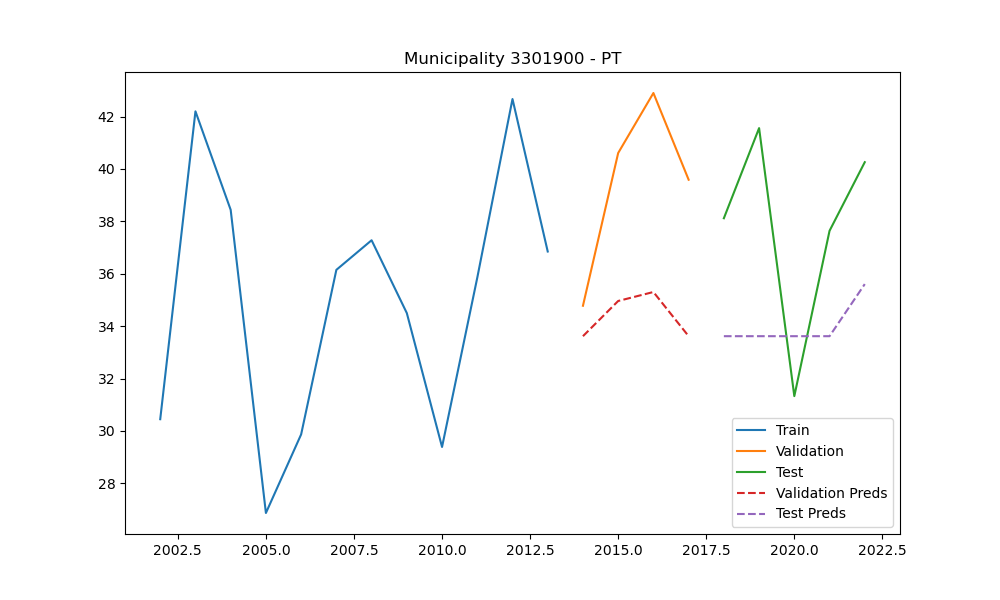 Municipality 3301900 - PT
42
40
38
36
34
32
30
28
2002.5 2005.0 2007.5 2010.0 2012.5 2015.0 2017.5 2020.0 2022.5
Train
Validation
Test
Validation Preds
Test Preds